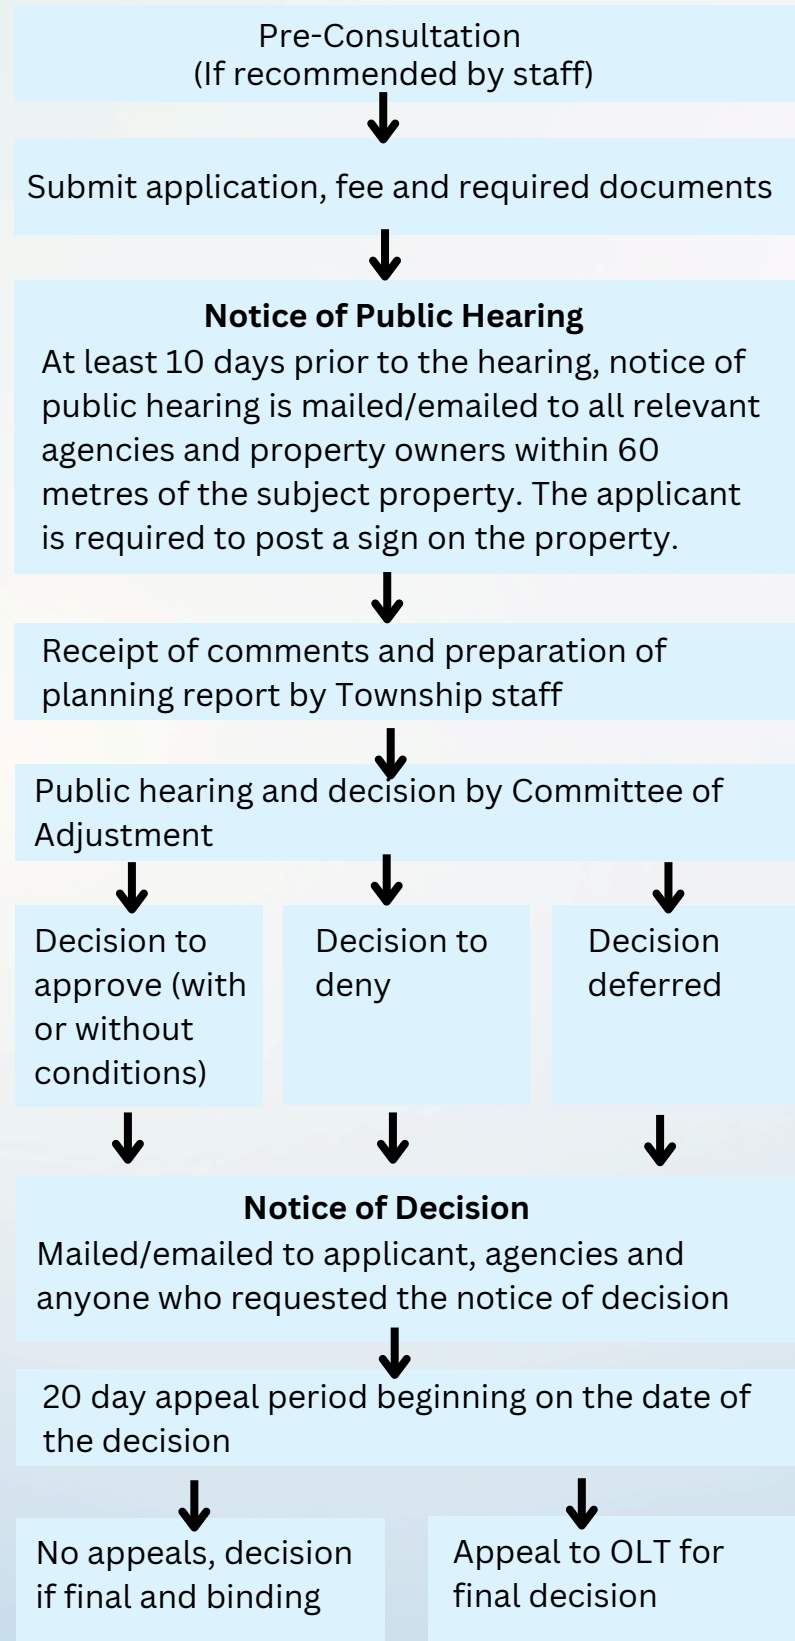 Pre-Consultation
(If recommended by staff)
Submit application, fee and required documents
Notice of Public Hearing
At least 10 days prior to the hearing, notice of
public hearing is mailed/emailed to all relevant
agencies and property owners within 60
metres of the subject property. The applicant
is required to post a sign on the property.
Receipt of comments and preparation of
planning report by Township staff
Public hearing and decision by Committee of
Adjustment
Decision to
approve (with
or without
conditions)
Decision to
deny
Decision
deferred
Notice of Decision
Mailed/emailed to applicant, agencies and
anyone who requested the notice of decision
20 day appeal period beginning on the date of
the decision
No appeals, decision
if final and binding
Appeal to OLT for
final decision